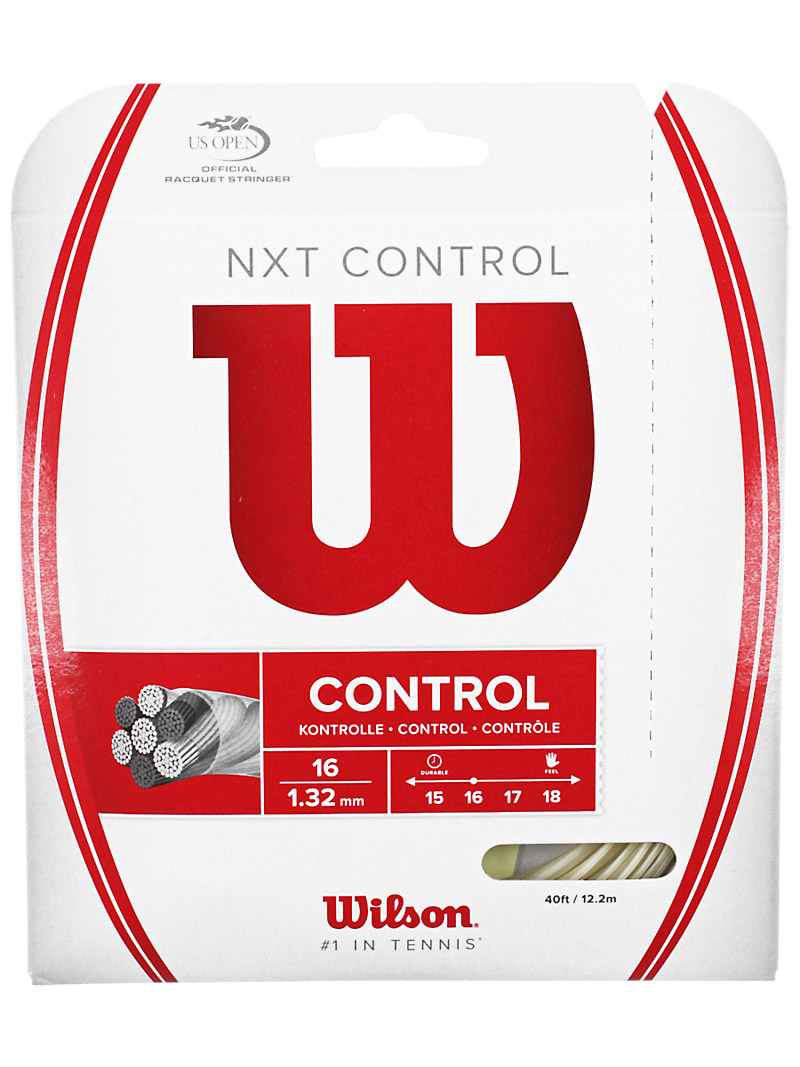 US OPEN
OFFICIAL
RACQUET STRINGER
NXT CONTROL
W
CONTROL
KONTROLLE • CONTROL • CONTRÔLE
16
1.32 mm
DURABLE FEEL
15 16 17 18
40ft / 12.2m
Wilson.
#1 IN TENNIS*